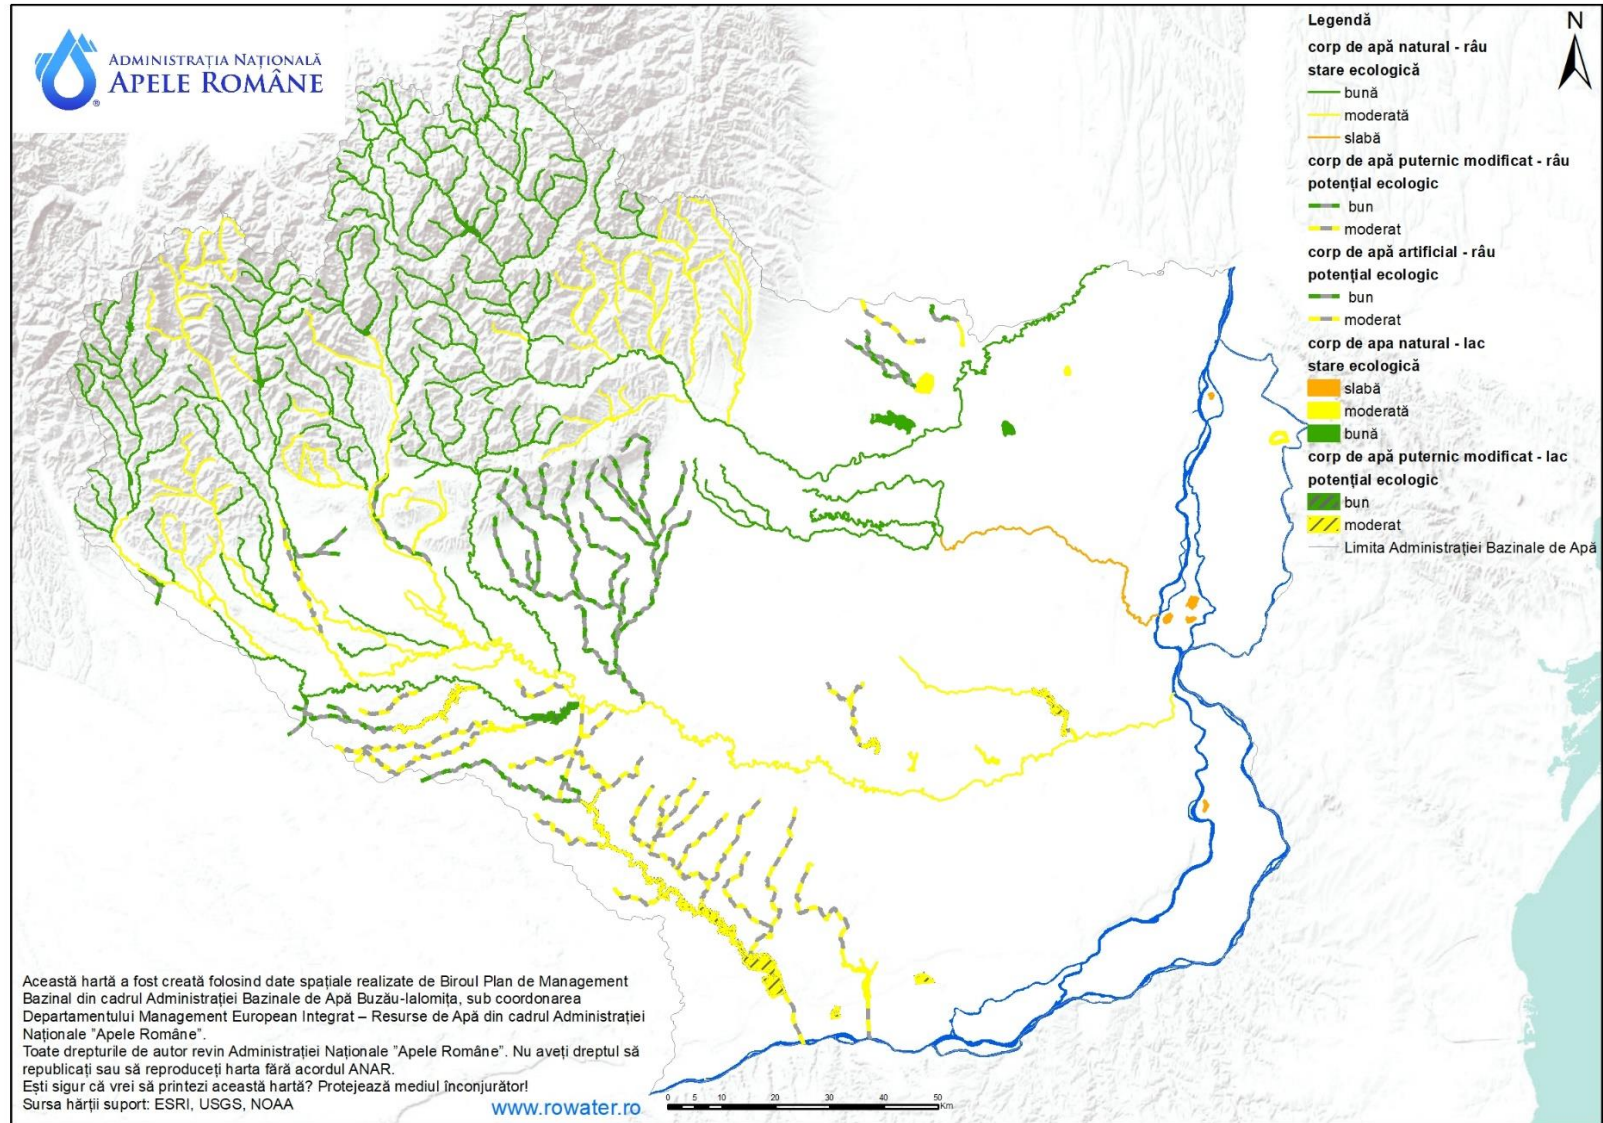 ADMINISTRAȚIA NAȚIONALĂ
APELE ROMÂNE
®
Legendă
corp de apă natural - râu
stare ecologică
bună
moderată
slabă
corp de apă puternic modificat - râu
potențial ecologic
bun
moderat
corp de apă artificial - râu
potențial ecologic
bun
moderat
corp de apa natural - lac
stare ecologică
slabă
moderată
bună
corp de apă puternic modificat - lac
potențial ecologic
bun
moderat
Limita Administrației Bazinale de Apă
N
Această hartă a fost creată folosind date spațiale realizate de Biroul Plan de Management
Bazinal din cadrul Administrației Bazinale de Apă Buzău-Ialomița, sub coordonarea
Departamentului Management European Integrat – Resurse de Apă din cadrul Administrației
Naționale "Apele Române".
Toate drepturile de autor revin Administrației Naționale "Apele Române". Nu aveți dreptul să
republicați sau să reproduceți harta fără acordul ANAR.
Ești sigur că vrei să printezi această hartă? Protejează mediul înconjurător!
Sursa hărții suport: ESRI, USGS, NOAA
www.rowater.ro
0 5 10 20 30 40 50
Km